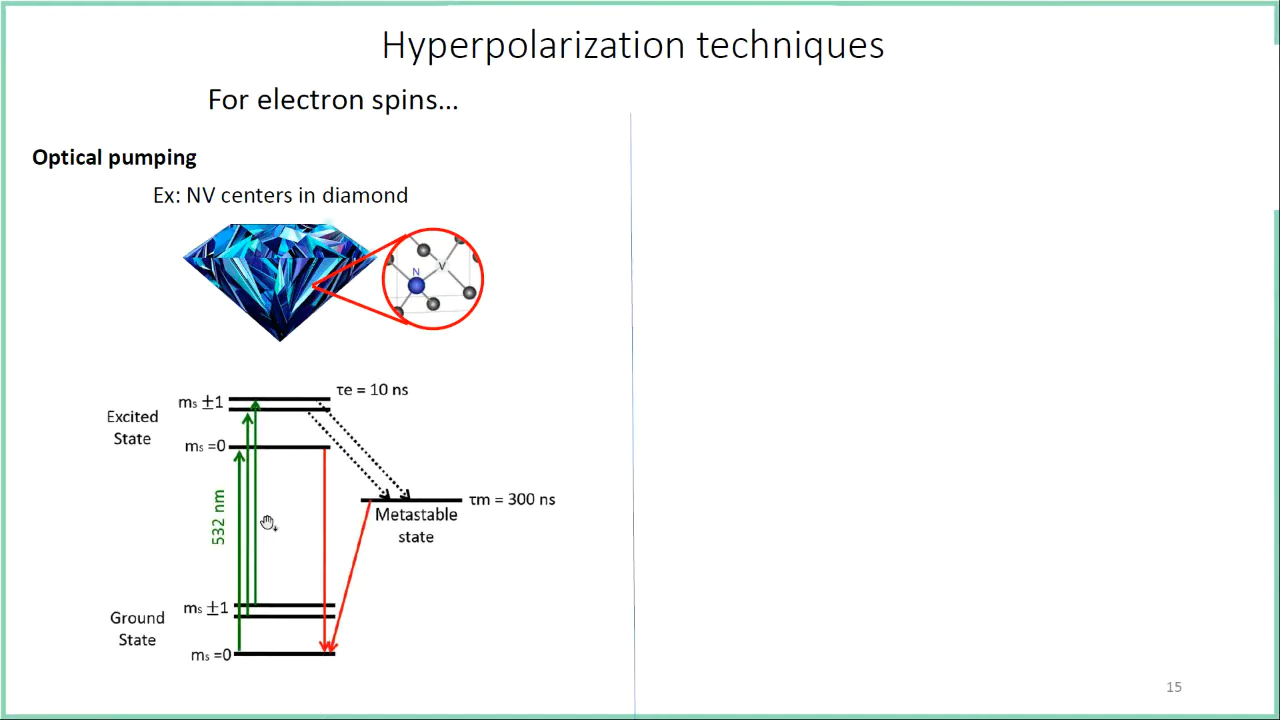 Hyperpolarization techniques
For electron spins...
Optical pumping
Ex: NV centers in diamond
N
V
τe = 10 ns
mₛ ±1
Excited
State
mₛ =0
τm = 300 ns
Metastable
state
532 nm
mₛ ±1
Ground
State
mₛ =0
15